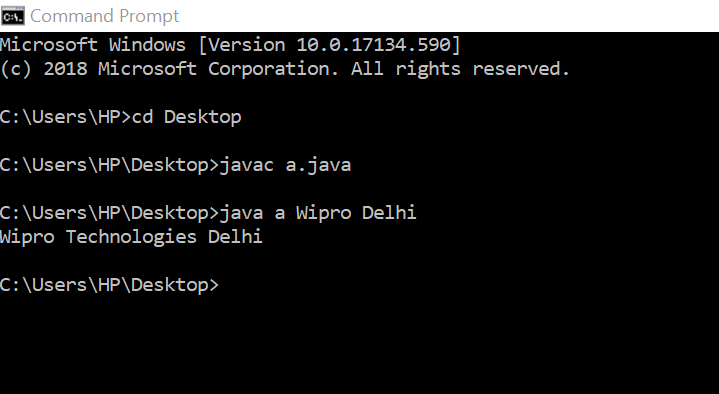 Command Prompt
Microsoft Windows [Version 10.0.17134.590]
(c) 2018 Microsoft Corporation. All rights reserved.
C:\Users\HP>cd Desktop
C:\Users\HP\Desktop>javac a.java
C:\Users\HP\Desktop>java a Wipro Delhi
Wipro Technologies Delhi
C:\Users\HP\Desktop>